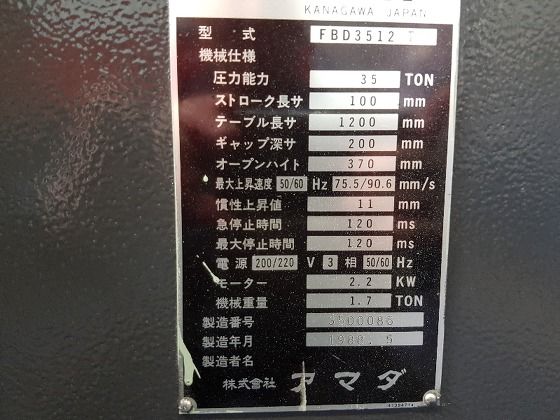 KANAGAWA JAPAN
型式 FBD3512 T
機械仕様
圧力能力 35 TON
ストローク長サ 100 mm
テーブル長サ 1200 mm
ギャップ深サ 200 mm
オープンハイト 370 mm
最大上昇速度 50/60 Hz 75.5/90.6 mm/s
慣性上昇値 11 mm
急停止時間 120 ms
最大停止時間 120 ms
電源 200/220 V 3 相 50/60 Hz
モーター 2.2 KW
機械重量 1.7 TON
製造番号 3500086
製造年月
製造者名
株式会社 アマダ